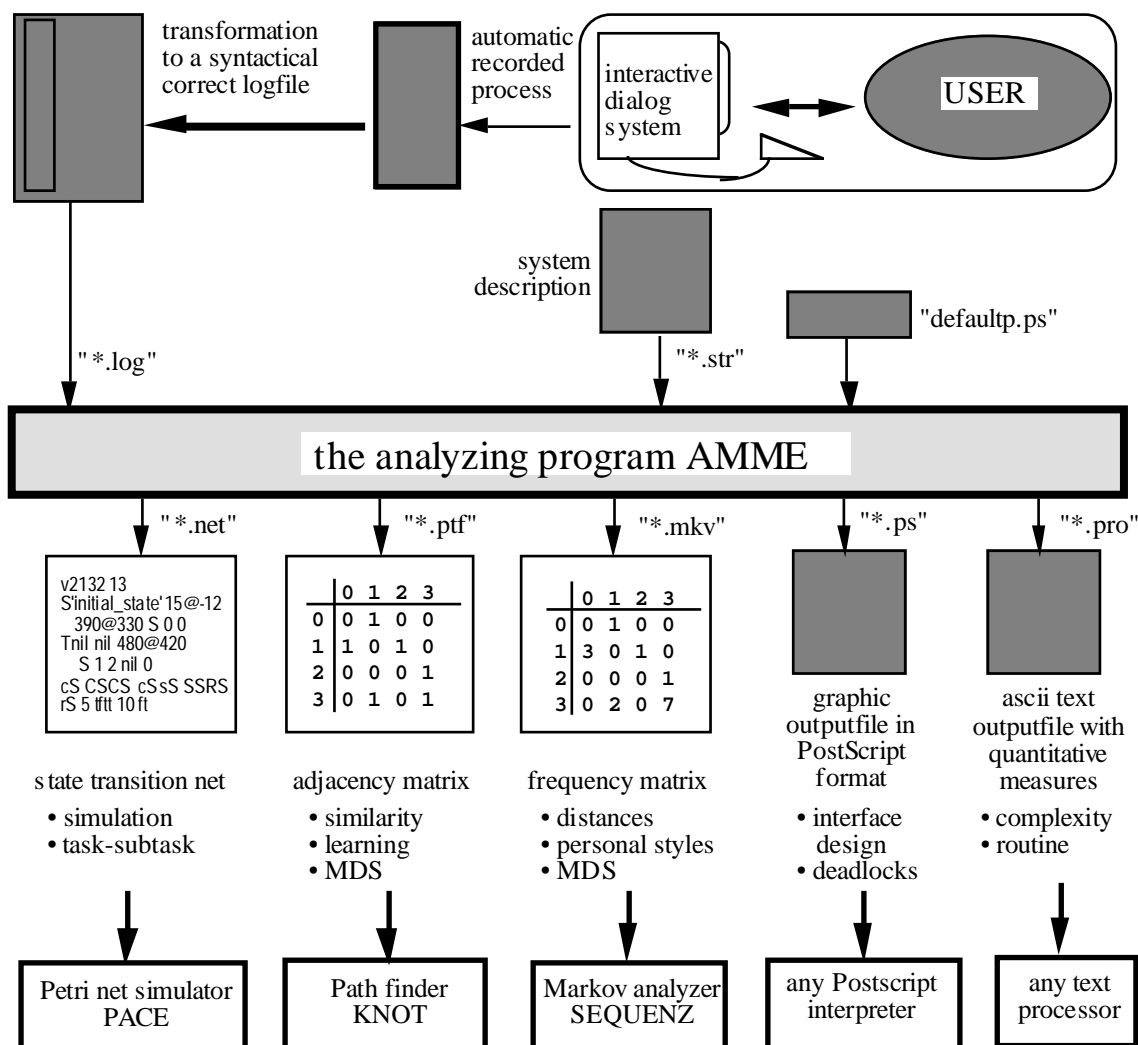 transformation
to a syntactical
correct logfile
automatic
recorded
process
interactive
dialog
system
USER
system
description
"defaultp.ps"
"*.log"
"*.str"
the analyzing program AMME
"*.net"
"*.ptf"
"*.mkv"
"*.ps"
"*.pro"
v2132 13
S'initial_state' 15@-12
390@330 S 0 0
Tnil nil 480@420
S 1 2 nil 0
cS CSCS cSsS SSRS
rS 5 tftt 10 ft
0 1 2 3
0 0 1 0 0
1 1 0 1 0
2 0 0 0 1
3 0 1 0 1
0 1 2 3
0 0 1 0 0
1 3 0 1 0
2 0 0 0 1
3 0 2 0 7
state transition net
• simulation
• task-subtask
adjacency matrix
• similarity
• learning
• MDS
frequency matrix
• distances
• personal styles
• MDS
graphic
outputfile in
PostScript
format
• interface
design
• deadlocks
ascii text
outputfile with
quantitative
measures
• complexity
• routine
Petri net simulator
PACE
Path finder
KNOT
Markov analyzer
SEQUENZ
any Postscript
interpreter
any text
processor